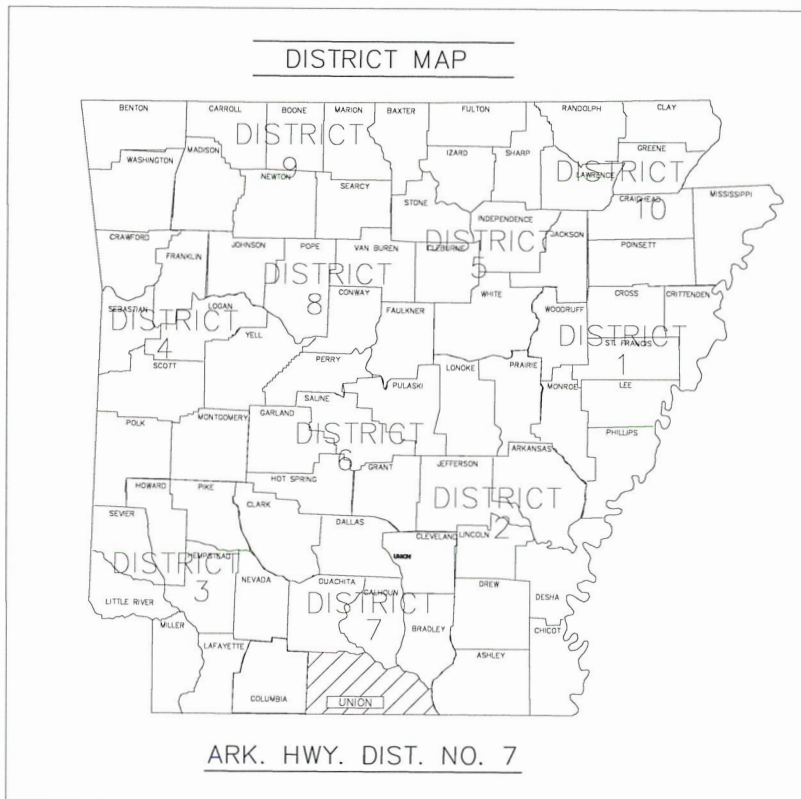 DISTRICT MAP
BENTON CARROLL BOONE MARION BAXTER FULTON RANDOLPH CLAY
DISTRICT 9
WASHINGTON MADISON NEWTON SEARCY IZARD SHARP LAWRENCE GREENE
DISTRICT 10
STONE INDEPENDENCE CRAIGHEAD MISSISSIPPI
CRAWFORD FRANKLIN JOHNSON POPE VAN BUREN CLEBURNE JACKSON POINSETT
DISTRICT 8
DISTRICT 5
CONWAY FAULKNER WHITE WOODRUFF CROSS CRITTENDEN
SEBASTIAN LOGAN YELL
DISTRICT 4
DISTRICT 1
ST. FRANCIS
SCOTT PERRY PULASKI LONOKE PRAIRIE MONROE LEE
SALINE
POLK MONTGOMERY GARLAND PHILLIPS
DISTRICT 6
ARKANSAS
HOT SPRING GRANT JEFFERSON
HOWARD PIKE CLARK
DISTRICT 2
SEVIER DALLAS CLEVELAND LINCOLN
UNION
DISTRICT 3
HEMPSTEAD NEVADA OUACHITA CALHOUN DREW DESHA
DISTRICT 7
LITTLE RIVER MILLER LAFAYETTE BRADLEY ASHLEY CHICOT
COLUMBIA UNION
ARK. HWY. DIST. NO. 7